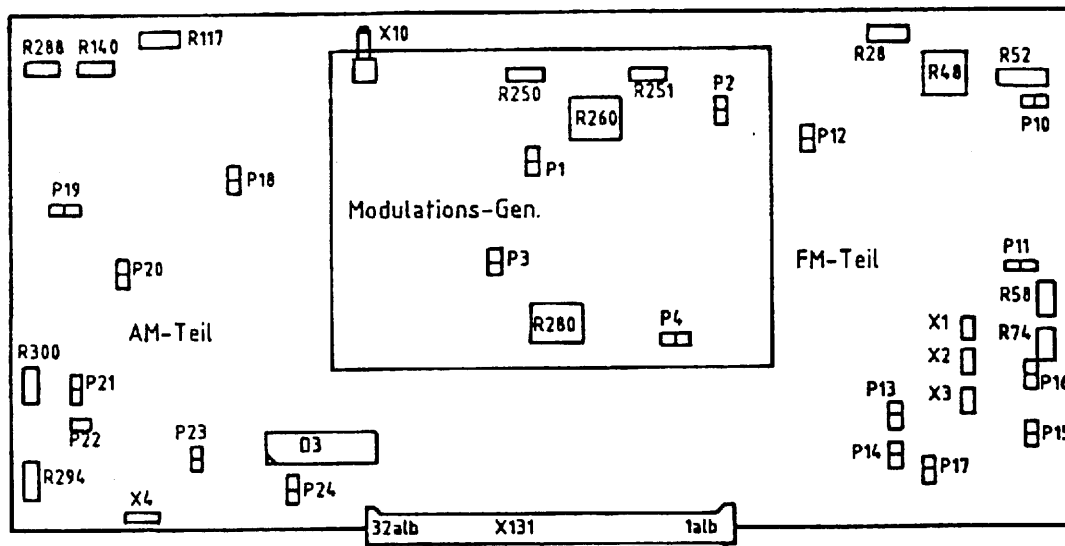 R288
R140
R117
X10
R28
R48
R52
R250
R251
P2
R260
P10
P12
P1
P18
P19
Modulations-Gen.
P3
FM-Teil
P11
P20
R58
R280
P4
X1
R74
AM-Teil
X2
R300
P21
X3
P16
P13
P22
P23
D3
P14
P15
P17
R294
P24
X4
32alb
X131
1alb